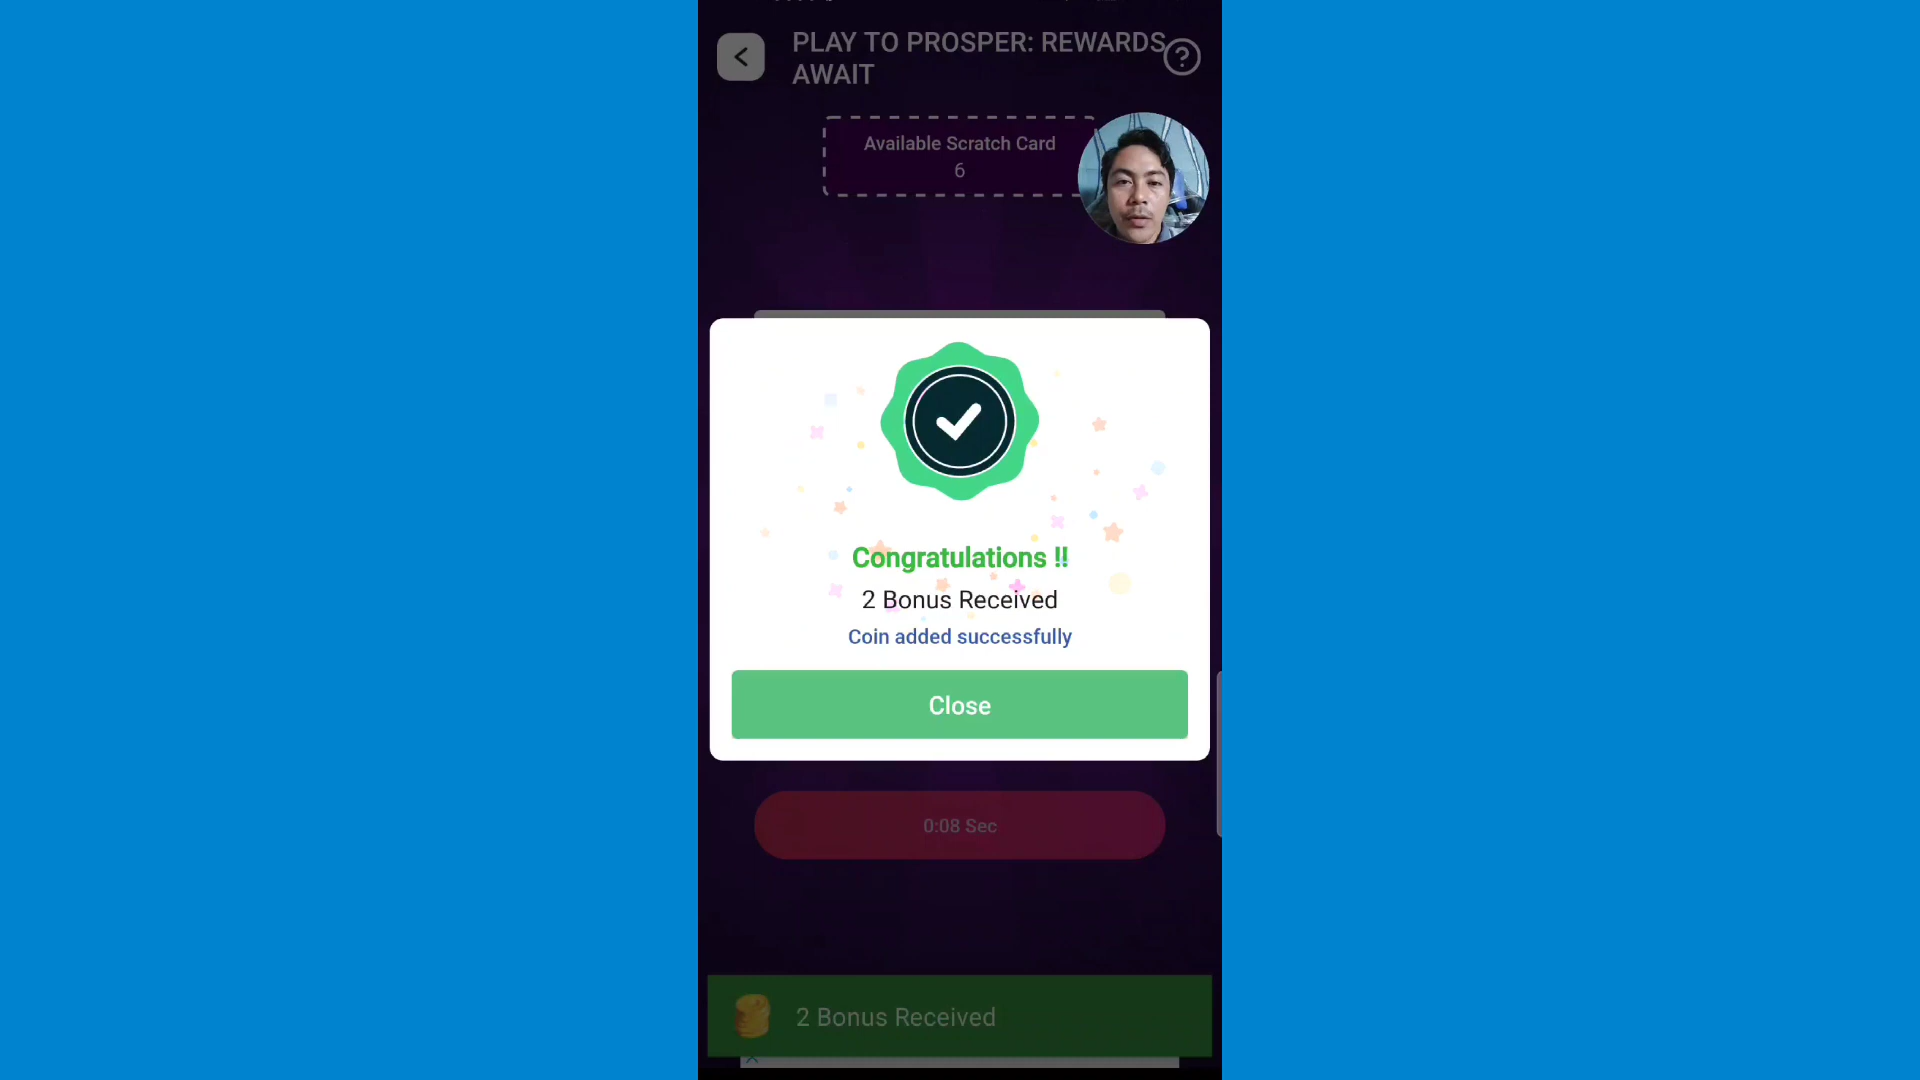 PLAY TO PROSPER: REWARDS
AWAIT
Available Scratch Card
6
Congratulations !!
2 Bonus Received
Coin added successfully
Close
0:08 Sec
2 Bonus Received